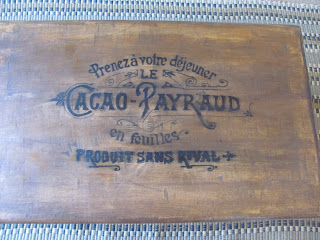 Prenez à votre déjeuner
LE
CACAO-PAYRAUD
en feuilles.
PRODUIT SANS RIVAL